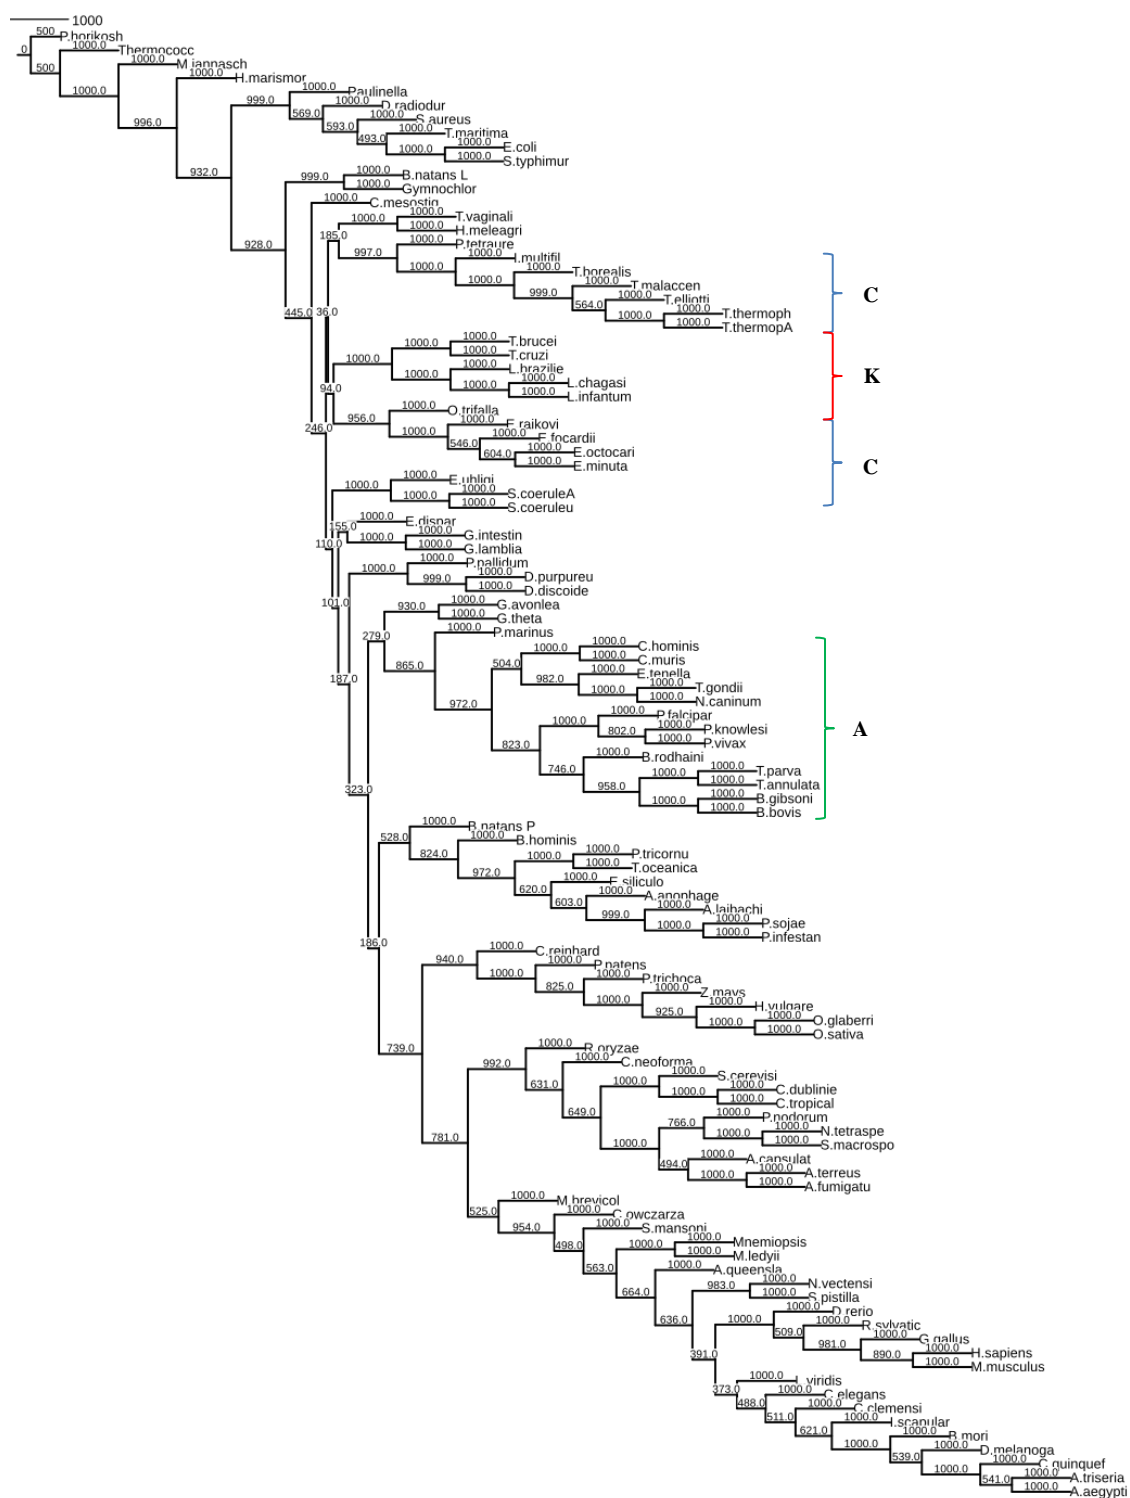 1000
500 P.horikosh
0 1000.0 Thermococc
500 1000.0 M.jannasch
1000.0 H.marismor
1000.0 1000.0 Paulinella
999.0 1000.0 D.radiodur
569.0 1000.0 S.aureus
996.0 593.0 1000.0 T.maritima
493.0 1000.0 E.coli
1000.0 1000.0 S.typhimur
932.0 1000.0 B.natans L
999.0 1000.0 Gymnochlor
1000.0 C.mesostig
1000.0 T.vaginali
1000.0 1000.0 H.meleagri
185.0 1000.0 P.tetraure
928.0 997.0 1000.0 I.multifil
1000.0 1000.0 T.borealis
1000.0 1000.0 T.malaccen
999.0 1000.0 T.elliotti
C
445.0 36.0 564.0 1000.0 T.thermoph
1000.0 1000.0 T.thermopA
1000.0 T.brucei
1000.0 1000.0 T.cruzi
1000.0 1000.0 L.brazilie
K
1000.0 1000.0 L.chagasi
94.0 1000.0 1000.0 L.infantum
1000.0 O.trifalla
956.0 1000.0 E.raikovi
246.0 1000.0 1000.0 E.focardii
546.0 1000.0 E.octocari
604.0 1000.0 E.minuta
C
1000.0 E.uhligi
1000.0 1000.0 S.coeruleA
1000.0 1000.0 S.coeruleu
1000.0 E.dispar
155.0 1000.0 G.intestin
110.0 1000.0 1000.0 G.lamblia
1000.0 P.pallidum
1000.0 1000.0 D.purpureu
999.0 1000.0 D.discoide
101.0 1000.0 G.avonlea
930.0 1000.0 G.theta
279.0 1000.0 P.marinus
1000.0 C.hominis
1000.0 1000.0 C.muris
865.0 504.0 1000.0 E.tenella
187.0 982.0 1000.0 T.gondii
1000.0 1000.0 N.caninum
972.0 1000.0 P.falcipar
1000.0 1000.0 P.knowlesi
A
802.0 1000.0 P.vivax
823.0 1000.0 B.rodhaini
746.0 1000.0 T.parva
1000.0 1000.0 T.annulata
323.0 958.0 1000.0 B.gibsoni
1000.0 1000.0 B.bovis
1000.0 B.natans P
528.0 1000.0 B.hominis
824.0 1000.0 P.tricornu
1000.0 1000.0 T.oceanica
972.0 1000.0 E.siliculo
620.0 1000.0 A.anophage
603.0 1000.0 A.laibachi
999.0 1000.0 P.sojae
1000.0 1000.0 P.infestan
186.0 1000.0 C.reinhard
940.0 1000.0 P.patens
1000.0 1000.0 P.trichoca
825.0 1000.0 Z.mays
1000.0 1000.0 H.vulgare
925.0 1000.0 O.glaberri
1000.0 1000.0 O.sativa
739.0 1000.0 R.oryzae
992.0 1000.0 C.neoforma
1000.0 S.cerevisi
631.0 1000.0 1000.0 C.dublinie
1000.0 1000.0 C.tropical
649.0 1000.0 P.nodorum
766.0 1000.0 N.tetraspe
781.0 1000.0 1000.0 S.macrospo
1000.0 1000.0 A.capsulat
494.0 1000.0 A.terreus
1000.0 1000.0 A.fumigatu
1000.0 M.brevicol
525.0 1000.0 C.owczarza
954.0 1000.0 S.mansoni
498.0 1000.0 Mnemiopsis
1000.0 1000.0 M.ledyii
563.0 1000.0 A.queensla
664.0 1000.0 N.vectensi
983.0 1000.0 S.pistilla
636.0 1000.0 D.rerio
1000.0 1000.0 R.sylvatic
509.0 1000.0 G.gallus
981.0 1000.0 H.sapiens
391.0 890.0 1000.0 M.musculus
1000.0 L.viridis
373.0 1000.0 C.elegans
488.0 1000.0 C.clemensi
511.0 1000.0 I.scapular
621.0 1000.0 B.mori
1000.0 1000.0 D.melanoga
539.0 1000.0 C.quinquef
1000.0 1000.0 A.triseria
541.0 1000.0 A.aegypti